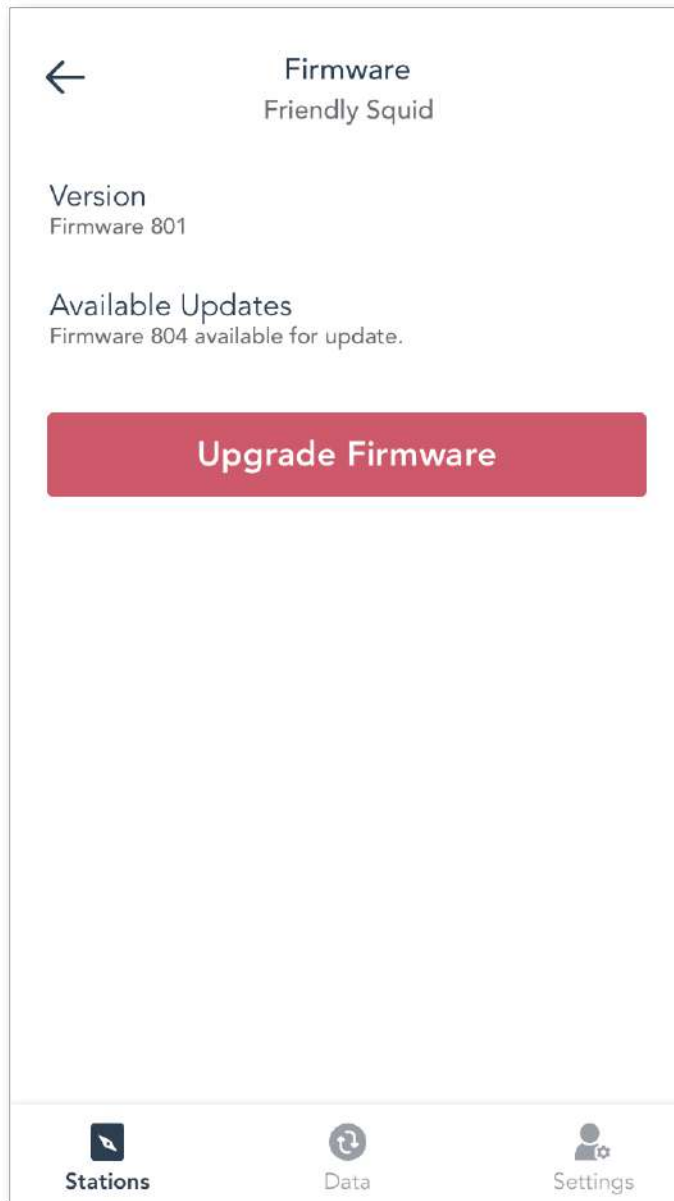 Firmware
Friendly Squid
Version
Firmware 801
Available Updates
Firmware 804 available for update.
Upgrade Firmware
Stations
Data
Settings